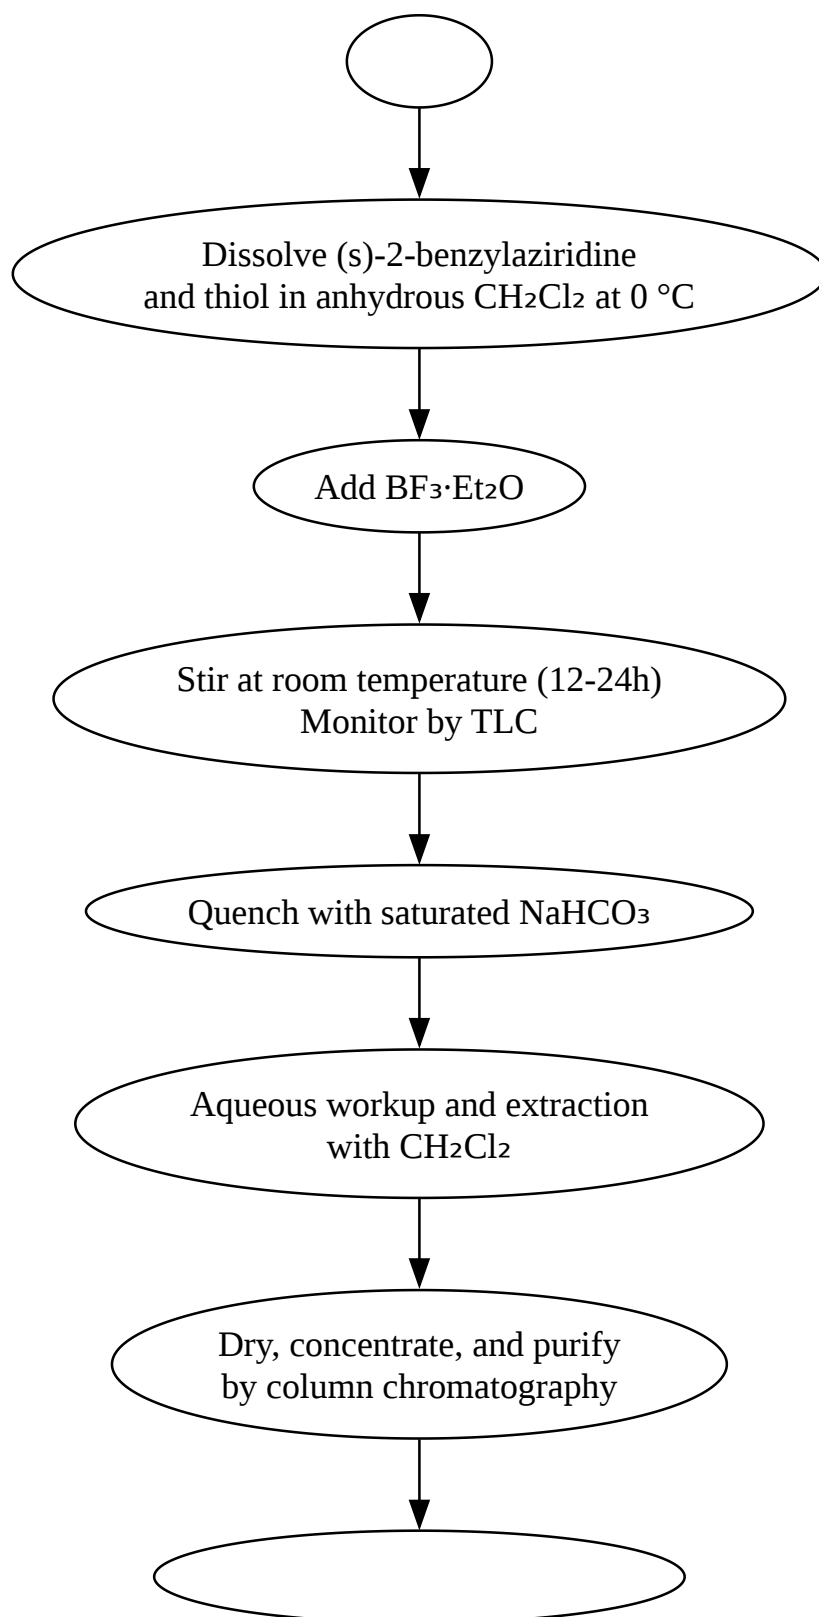 Dissolve (s)-2-benzylaziridine
and thiol in anhydrous CH₂Cl₂ at 0 °C
Add BF₃·Et₂O
Stir at room temperature (12-24h)
Monitor by TLC
Quench with saturated NaHCO₃
Aqueous workup and extraction
with CH₂Cl₂
Dry, concentrate, and purify
by column chromatography